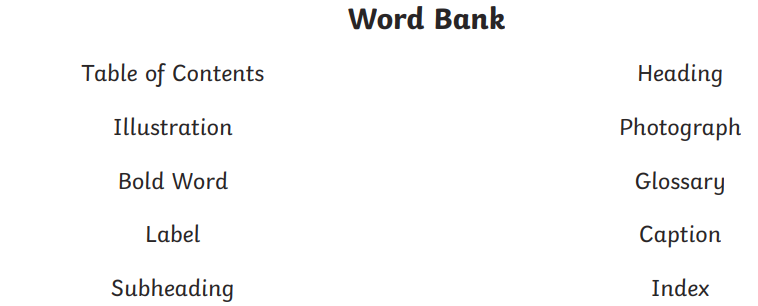 Word Bank
Table of Contents
Heading
Illustration
Photograph
Bold Word
Glossary
Label
Caption
Subheading
Index